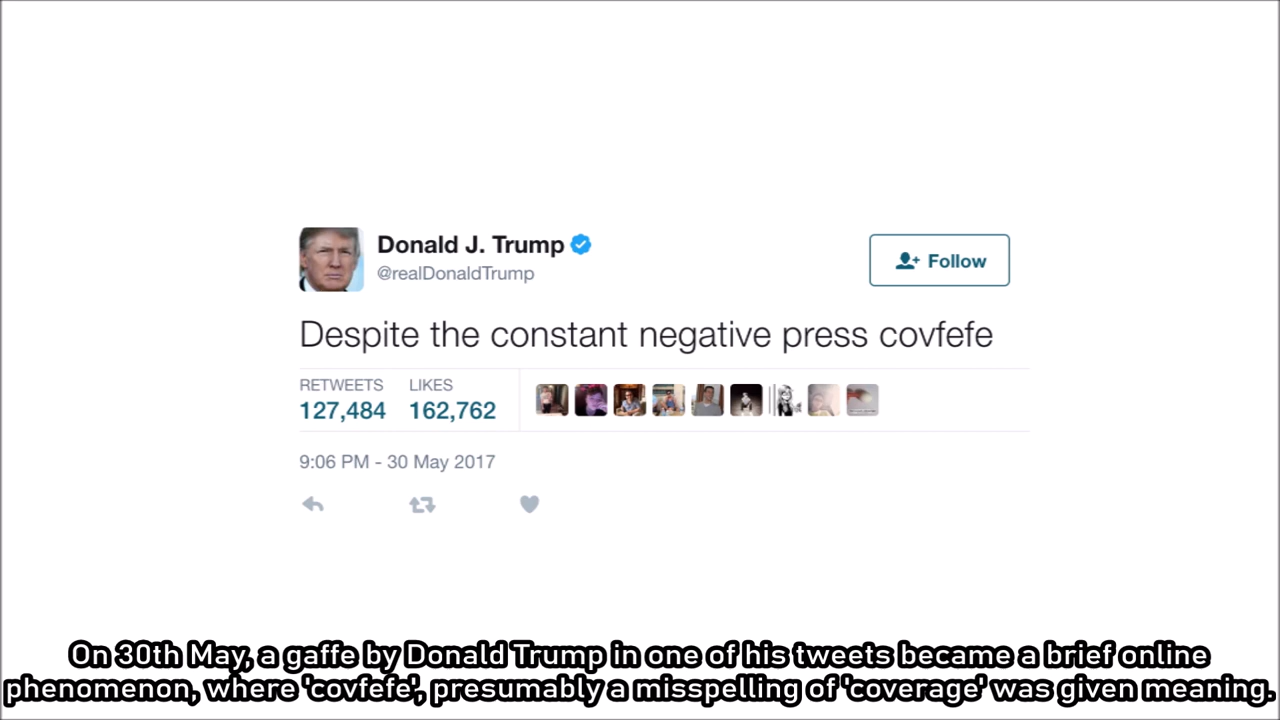 Donald J. Trump
@realDonaldTrump
Follow
Despite the constant negative press covfefe
RETWEETS LIKES
127,484 162,762
9:06 PM - 30 May 2017
On 30th May, a gaffe by Donald Trump in one of his tweets became a brief online
phenomenon, where 'covfefe', presumably a misspelling of 'coverage' was given meaning.